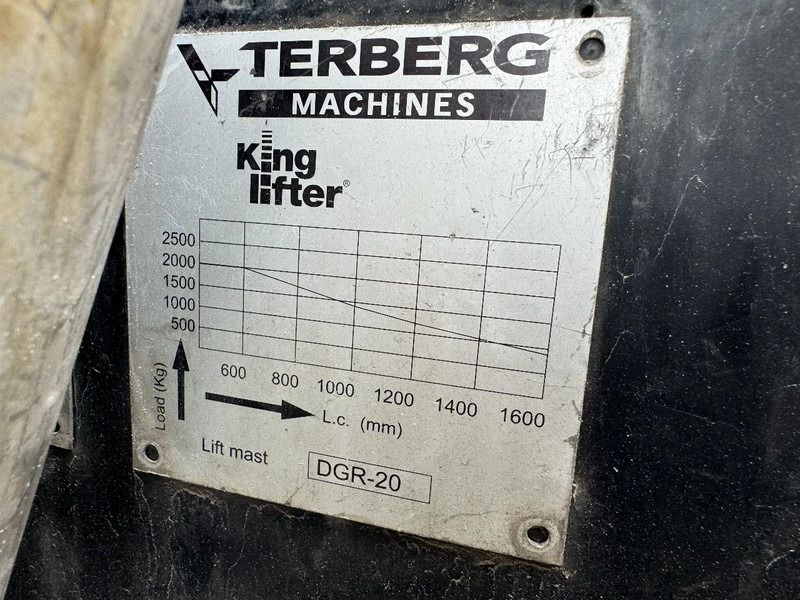 TERBERG
MACHINES
King
lifter®
2500
2000
1500
1000
500
Load (Kg)
600 800 1000 1200 1400 1600
L.c. (mm)
Lift mast DGR-20